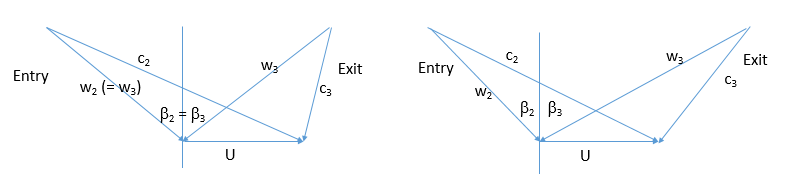 c₂
w₃
Entry
Exit
w₂ (= w₃)
c₃
β₂ = β₃
U
c₂
w₃
Entry
Exit
w₂
c₃
β₂ β₃
U